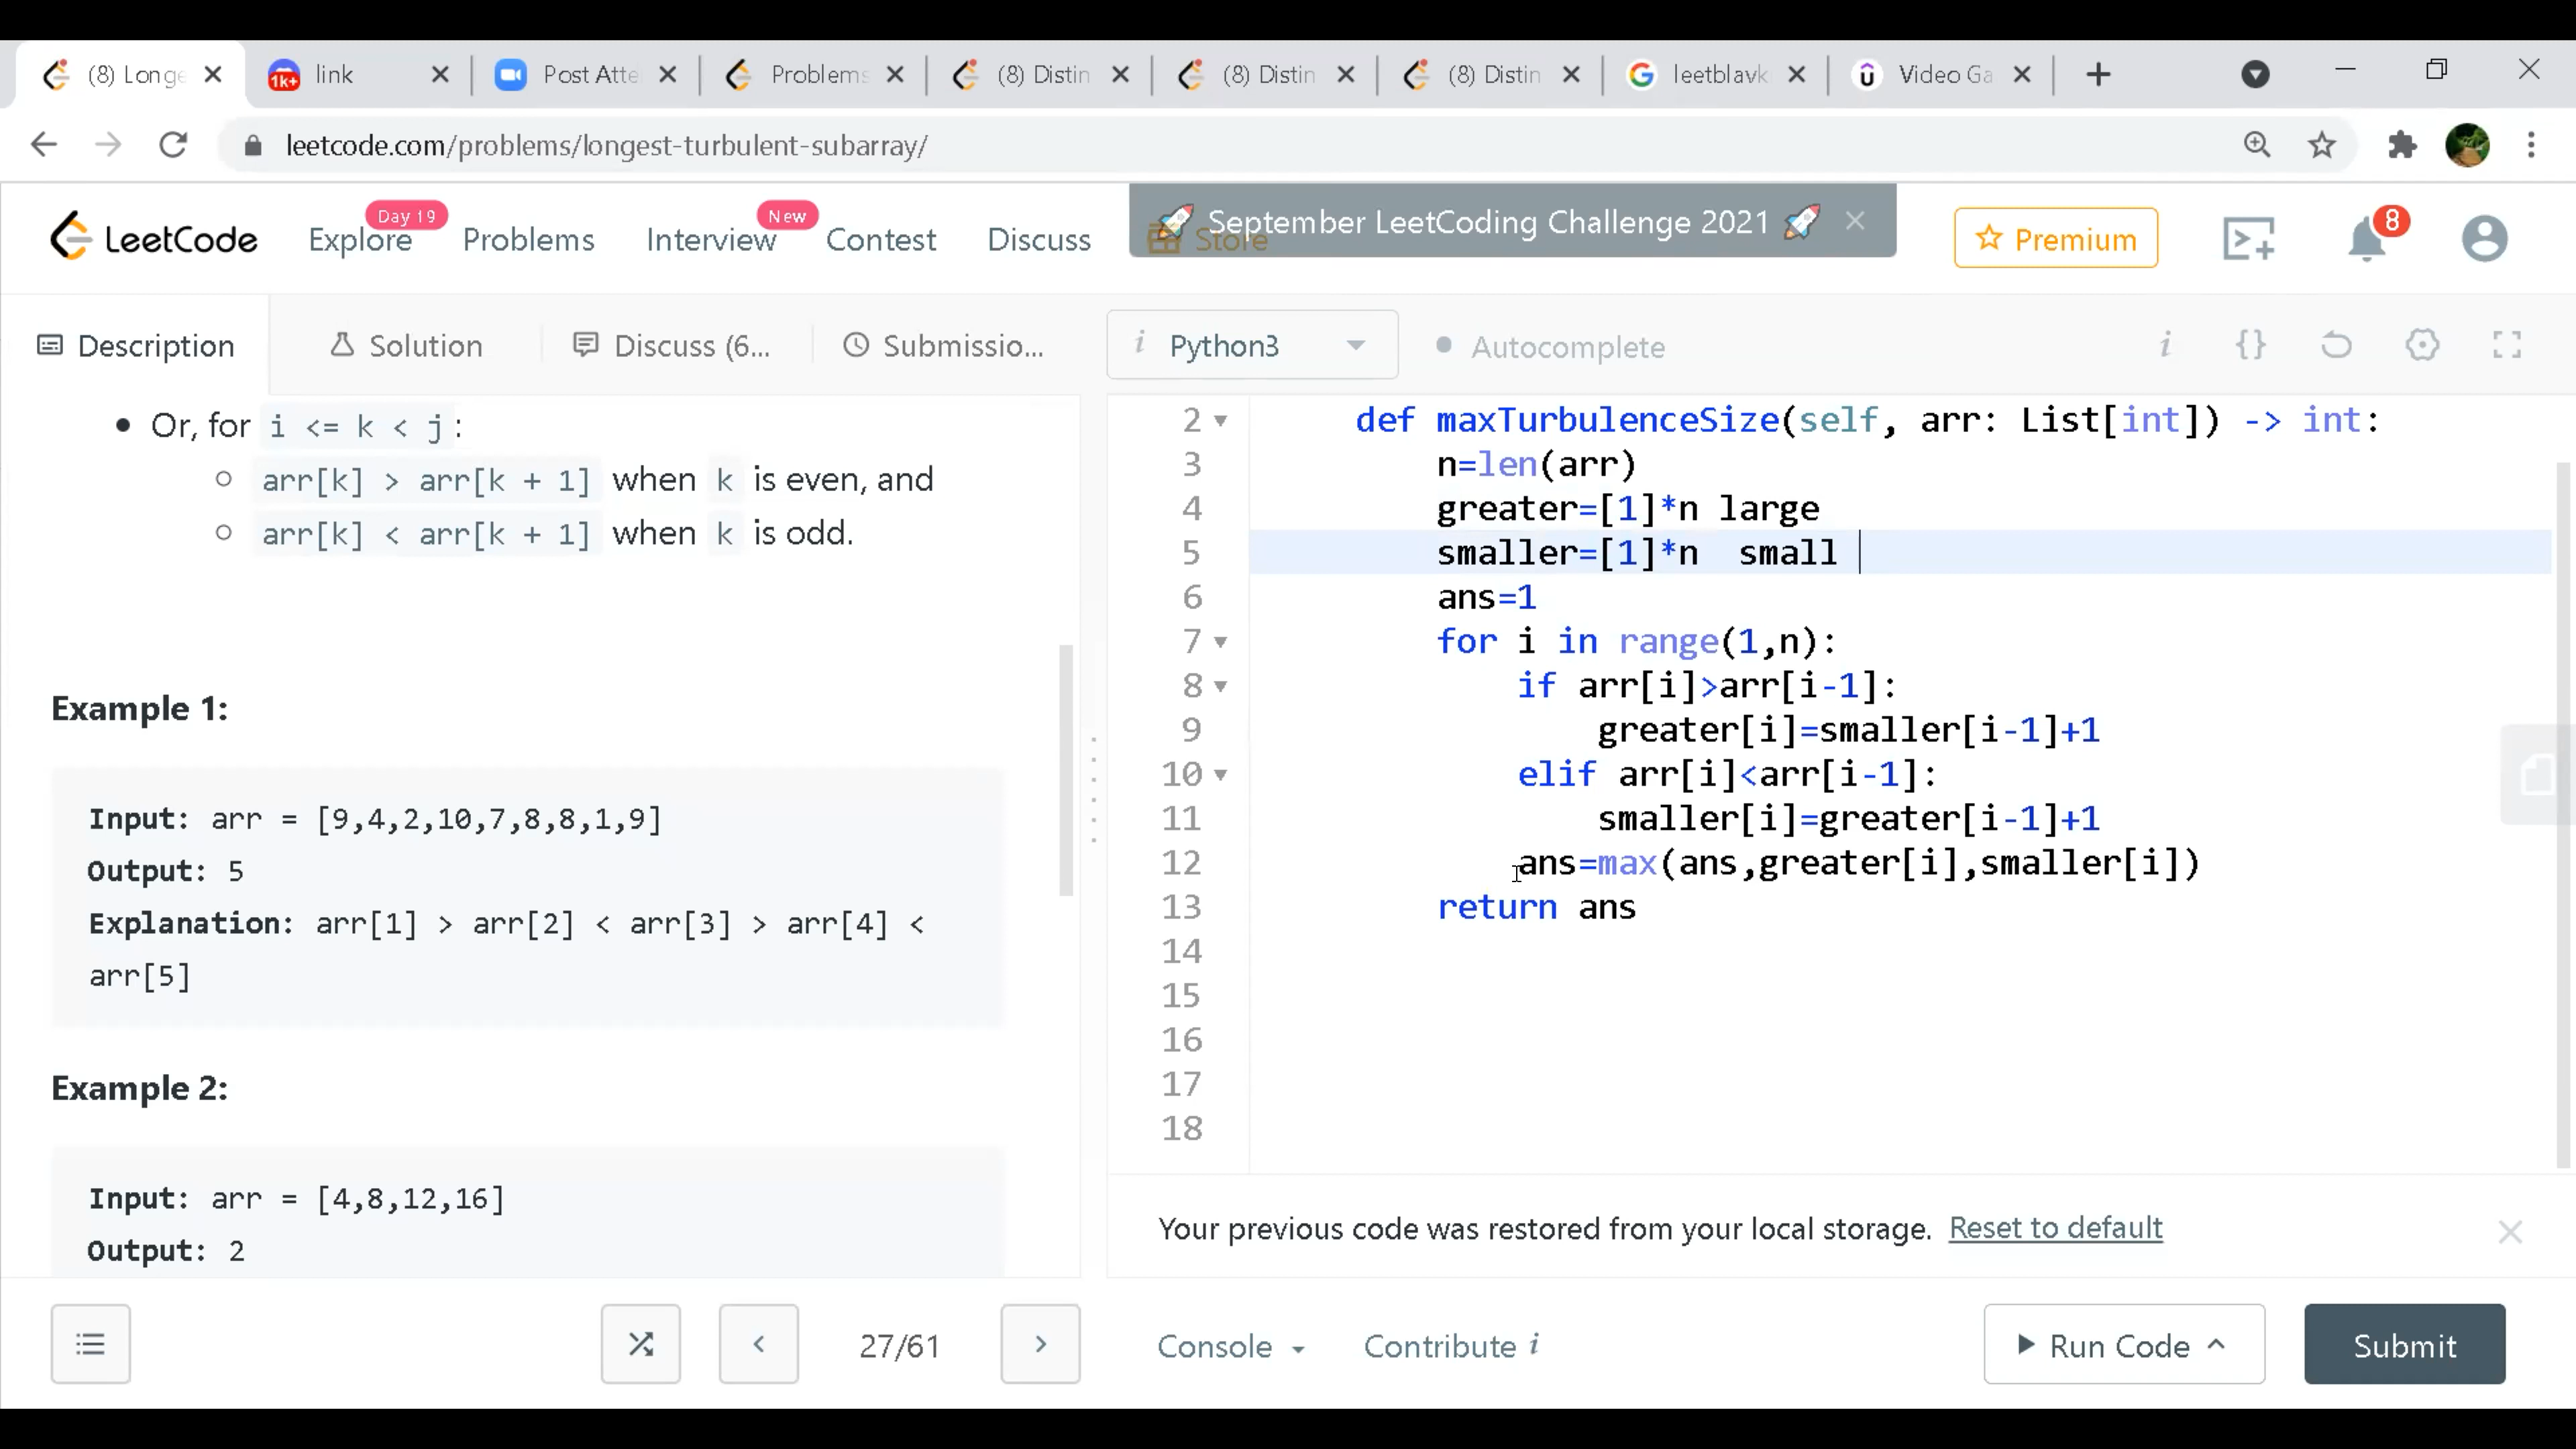 (8) Longe
link
Post Atte
Problems
(8) Distin
(8) Distin
(8) Distin
leetblavk
Video Ga
leetcode.com/problems/longest-turbulent-subarray/
LeetCode
Explore
Day 19
Problems
Interview
New
Contest
Discuss
Store
🚀 September LeetCoding Challenge 2021 🚀
Premium
8
Description
Solution
Discuss (6...
Submissio...
i Python3
Autocomplete
• Or, for i <= k < j :
arr[k] > arr[k + 1] when k is even, and
arr[k] < arr[k + 1] when k is odd.
Example 1:
Input: arr = [9,4,2,10,7,8,8,1,9]
Output: 5
Explanation: arr[1] > arr[2] < arr[3] > arr[4] <
arr[5]
Example 2:
Input: arr = [4,8,12,16]
Output: 2
2 def maxTurbulenceSize(self, arr: List[int]) -> int:
3 n=len(arr)
4 greater=[1]*n large
5 smaller=[1]*n  small
6 ans=1
7 for i in range(1,n):
8 if arr[i]>arr[i-1]:
9 greater[i]=smaller[i-1]+1
10 elif arr[i]<arr[i-1]:
11 smaller[i]=greater[i-1]+1
12 ans=max(ans,greater[i],smaller[i])
13 return ans
14
15
16
17
18
Your previous code was restored from your local storage. Reset to default
27/61
Console
Contribute i
Run Code
Submit